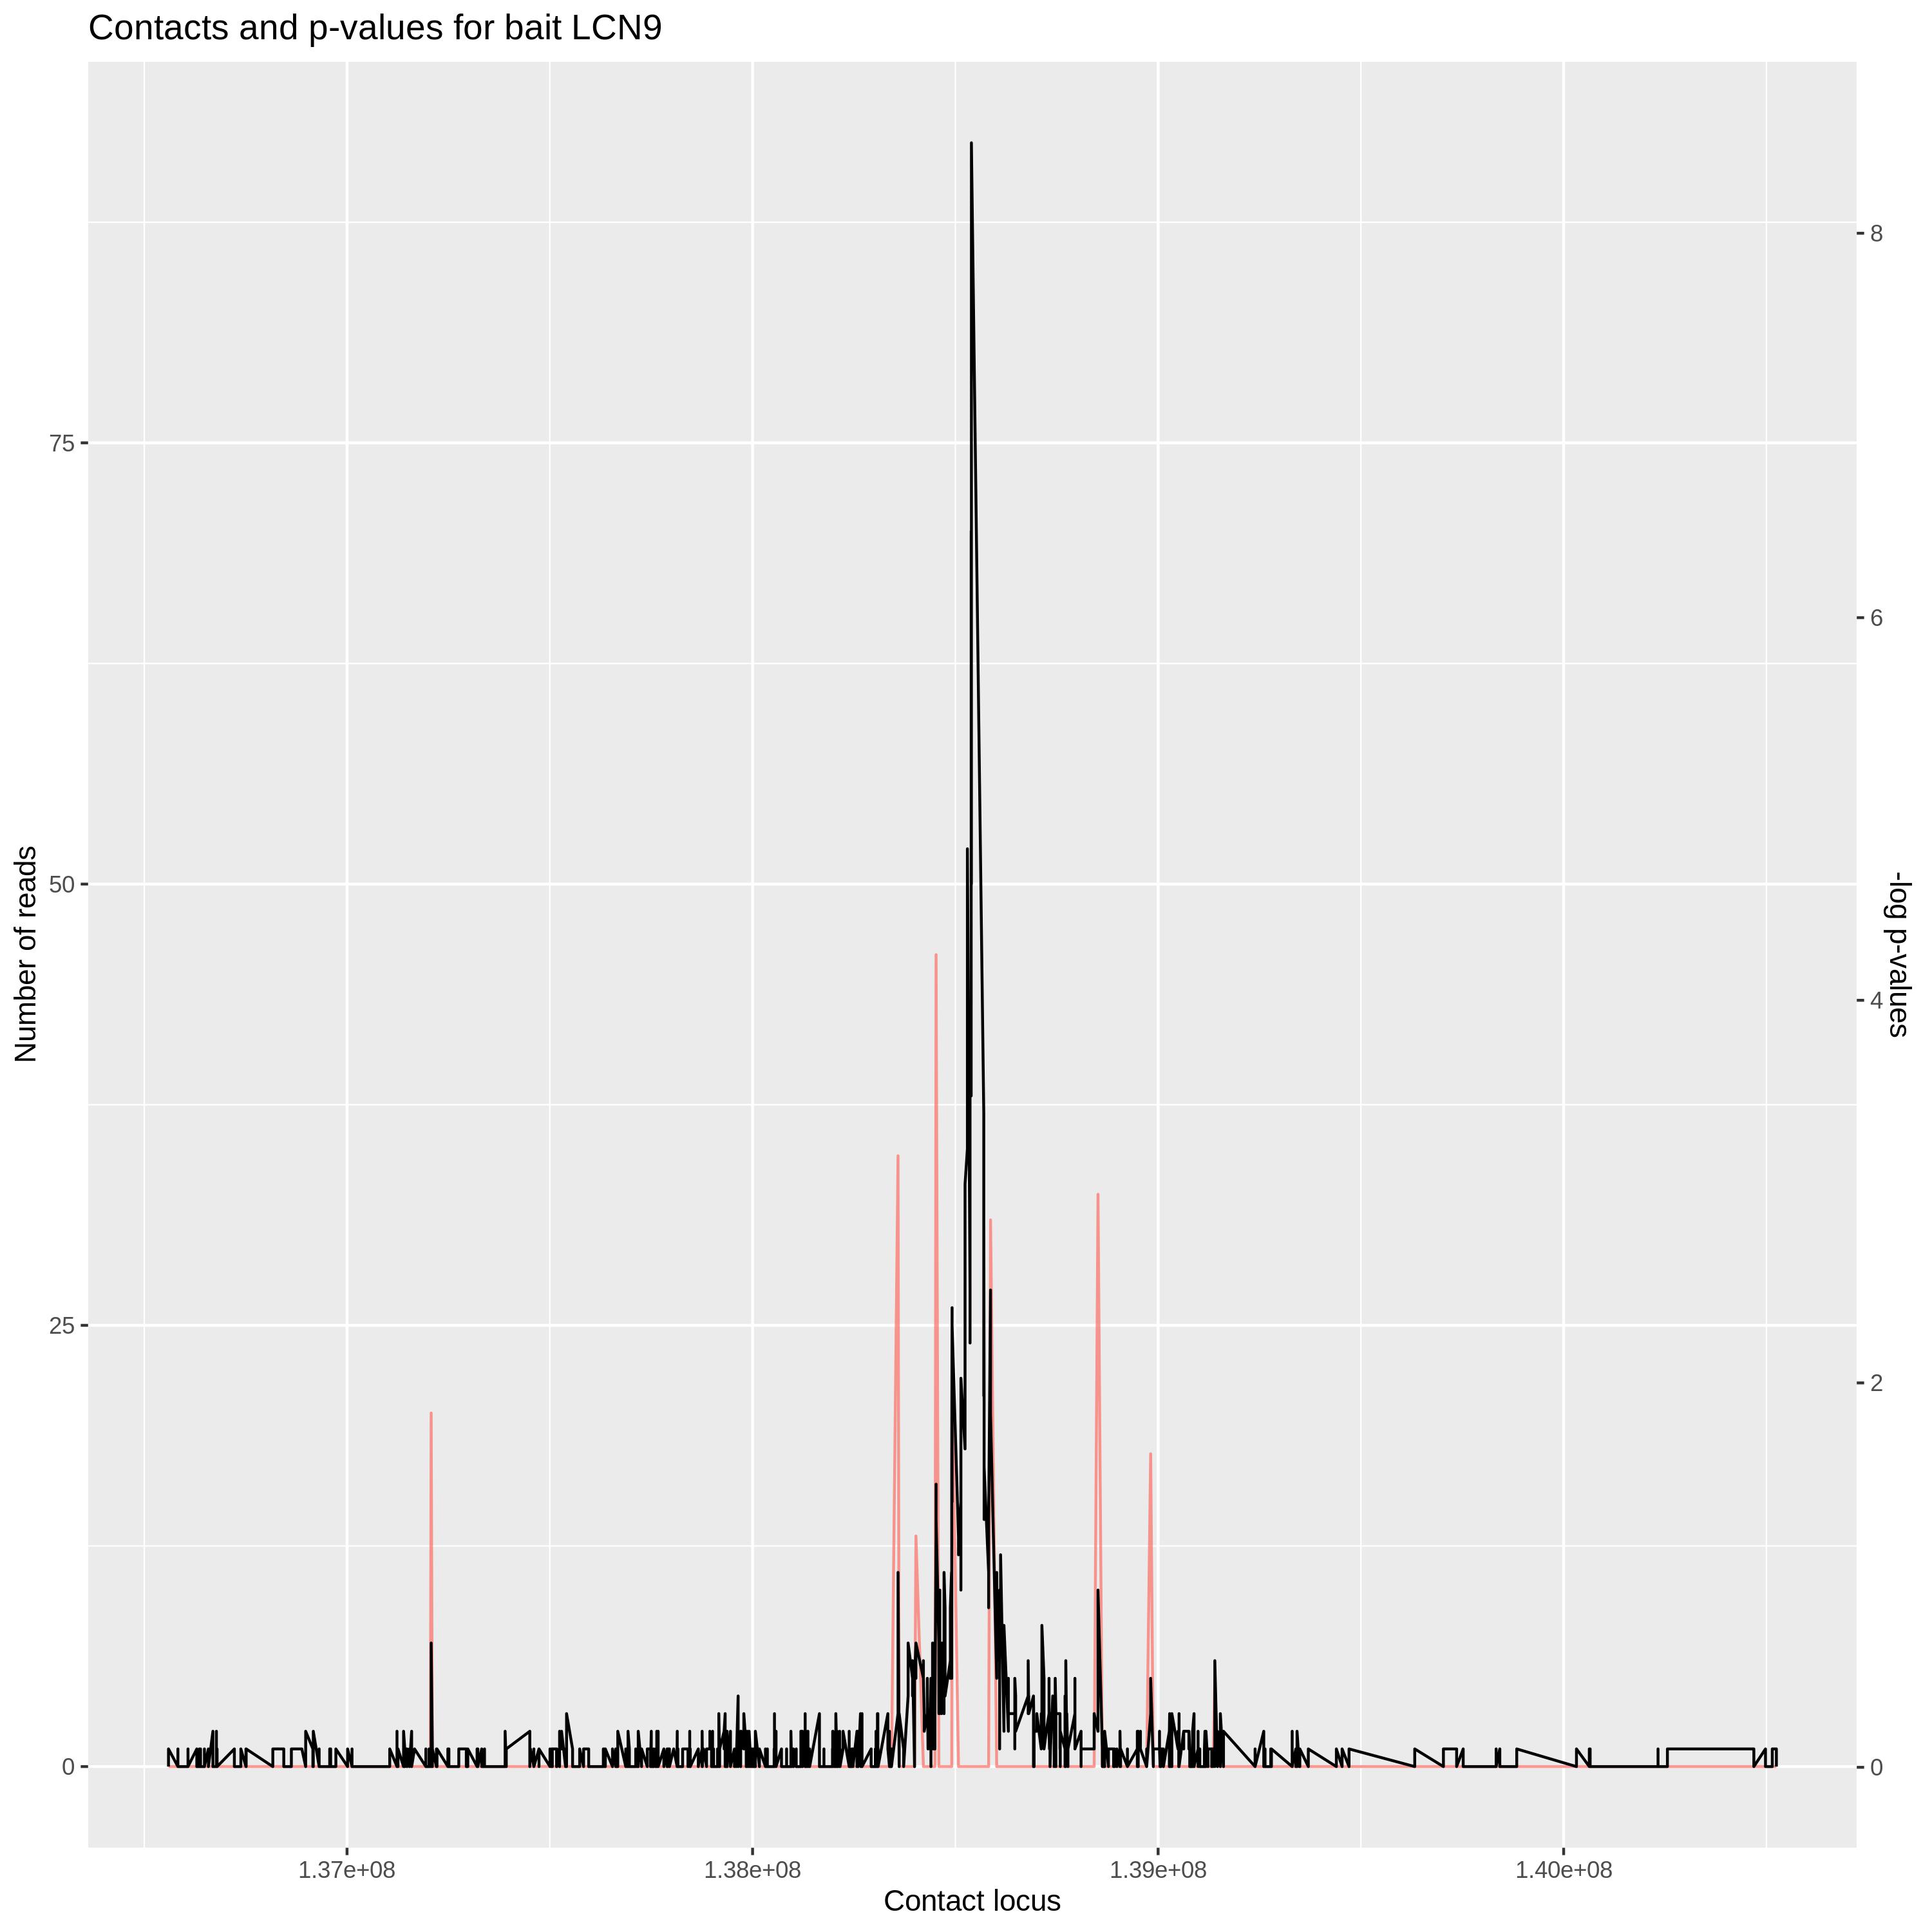 Contacts and p-values for bait LCN9
Number of reads
75
50
25
0
8
6
4
2
0
-log p-values
1.37e+08
1.38e+08
1.39e+08
1.40e+08
Contact locus